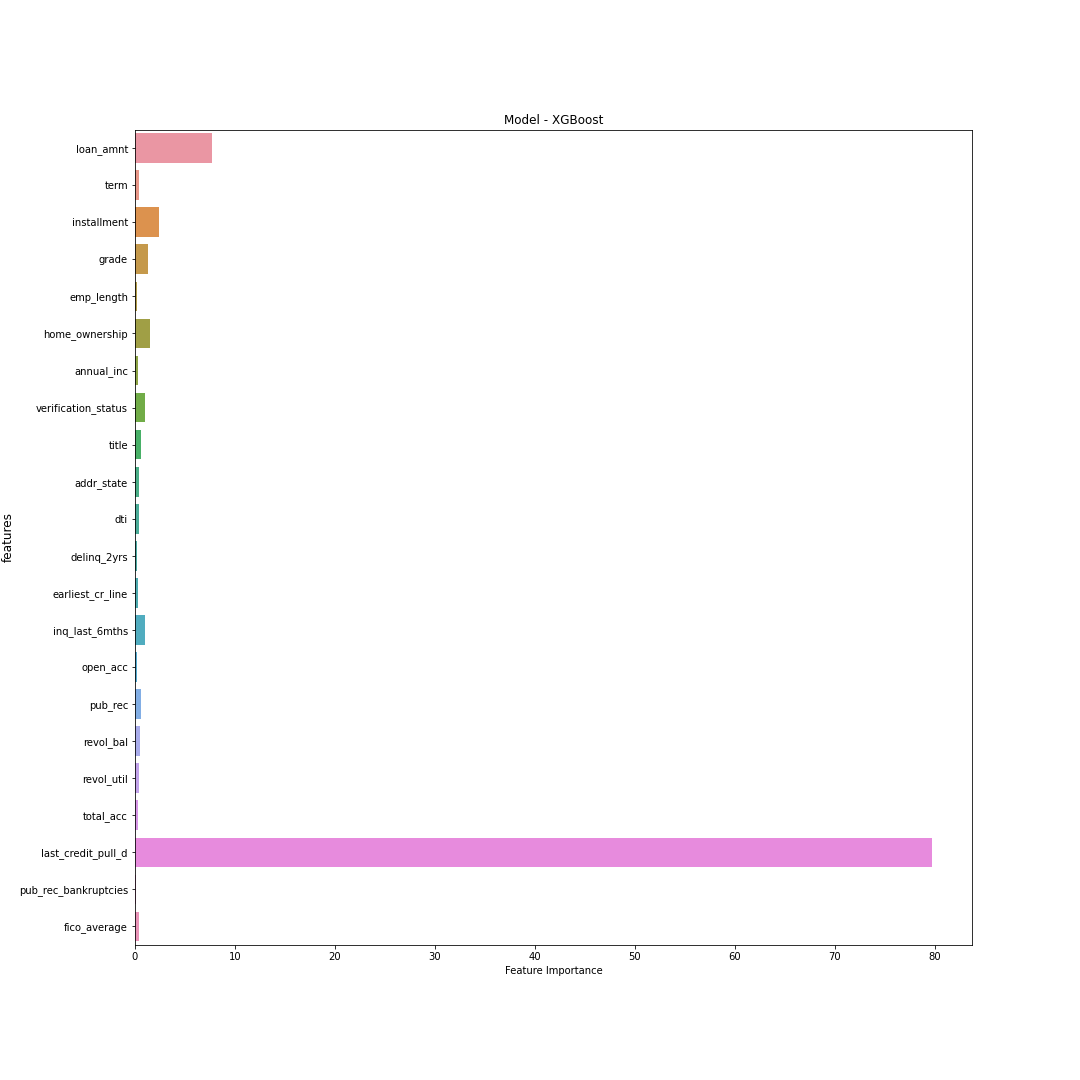 Model - XGBoost
features
loan_amnt
term
installment
grade
emp_length
home_ownership
annual_inc
verification_status
title
addr_state
dti
delinq_2yrs
earliest_cr_line
inq_last_6mths
open_acc
pub_rec
revol_bal
revol_util
total_acc
last_credit_pull_d
pub_rec_bankruptcies
fico_average
0 10 20 30 40 50 60 70 80
Feature Importance